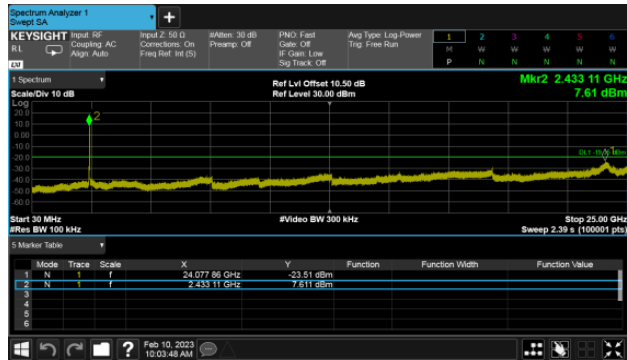 Spectrum Analyzer 1
Swept SA
KEYSIGHT Input: RF Input Z: 50 Ω #Atten: 30 dB PNO: Fast Avg Type: Log-Power 1 2 3 4 5 6
RL Coupling: AC Corrections: On Preamp: Off Gate: Off Trig: Free Run M W W W W W
Align: Auto Freq Ref: Int (S) IF Gain: Low
Sig Track: Off P N N N N N
1 Spectrum Ref Lvl Offset 10.50 dB Mkr2 2.433 11 GHz
Scale/Div 10 dB Ref Level 30.00 dBm 7.61 dBm
Log
20.0
10.0
0.00
-10.0
-20.0
-30.0
-40.0
-50.0
-60.0
2
1
Start 30 MHz #Video BW 300 kHz Stop 25.00 GHz
#Res BW 100 kHz Sweep 2.39 s (100001 pts)
5 Marker Table
Mode Trace Scale X Y Function Function Width Function Value
1 N 1 f 24.077 86 GHz -23.51 dBm
2 N 1 f 2.433 11 GHz 7.611 dBm
3
4
5
6
? Feb 10, 2023
10:03:48 AM